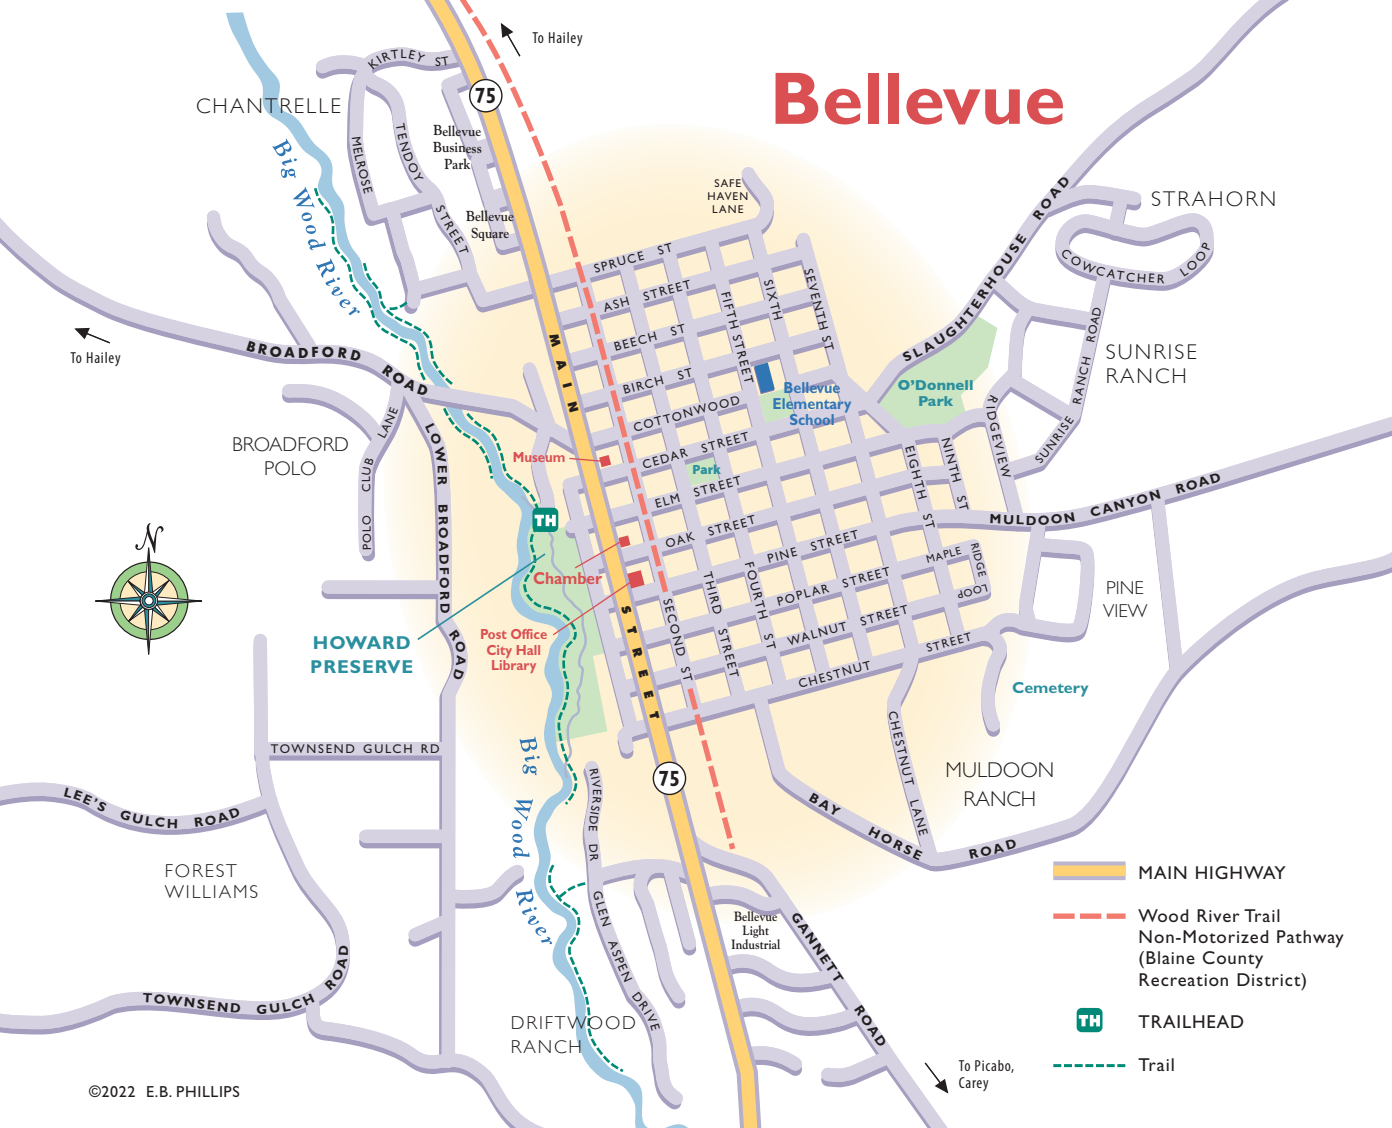 To Hailey
Bellevue
KIRTLEY ST
75
CHANTRELLE
MELROSE
TENDOY
STREET
Bellevue
Business
Park
Bellevue
Square
Big Wood River
SAFE
HAVEN
LANE
STRAHORN
COWCATCHER LOOP
SLAUGHTERHOUSE ROAD
SPRUCE ST
ASH STREET
BEECH ST
BIRCH ST
COTTONWOOD
CEDAR STREET
ELM STREET
OAK STREET
PINE STREET
POPLAR STREET
WALNUT STREET
CHESTNUT STREET
FIFTH STREET
SIXTH
SEVENTH ST
MAIN STREET
To Hailey
BROADFORD ROAD
SUNRISE
RANCH
SUNRISE RANCH ROAD
RIDGEVIEW
O'Donnell
Park
Bellevue
Elementary
School
BROADFORD
POLO
POLO CLUB LANE
LOWER BROADFORD ROAD
Museum
Park
EIGHTH ST
NINTH ST
MULDOON CANYON ROAD
TH
N
Chamber
MAPLE
RIDGE
LOOP
PINE
VIEW
SECOND ST
THIRD STREET
FOURTH ST
HOWARD
PRESERVE
Post Office
City Hall
Library
Cemetery
TOWNSEND GULCH RD
Big Wood River
75
RIVERSIDE DR
CHESTNUT LANE
MULDOON
RANCH
LEE'S GULCH ROAD
BAY HORSE ROAD
FOREST
WILLIAMS
GLEN ASPEN DRIVE
Bellevue
Light
Industrial
GANNETT ROAD
TOWNSEND GULCH ROAD
DRIFTWOOD
RANCH
To Picabo,
Carey
MAIN HIGHWAY
Wood River Trail
Non-Motorized Pathway
(Blaine County
Recreation District)
TH
TRAILHEAD
Trail
©2022 E.B. PHILLIPS